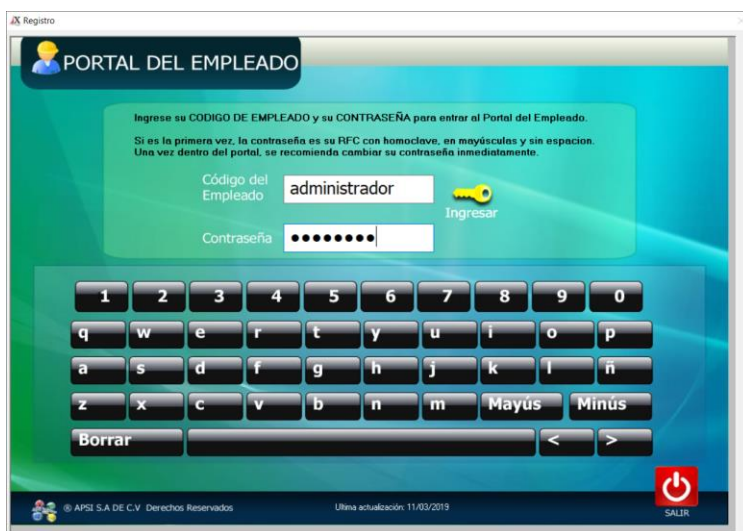 Registro
PORTAL DEL EMPLEADO
Ingrese su CODIGO DE EMPLEADO y su CONTRASEÑA para entrar al Portal del Empleado.
Si es la primera vez, la contraseña es su RFC con homoclave, en mayúsculas y sin espacion.
Una vez dentro del portal, se recomienda cambiar su contraseña inmediatamente.
Código del
Empleado
administrador
Ingresar
Contraseña ●●●●●●●●
1 2 3 4 5 6 7 8 9 0
q w e r t y u i o p
a s d f g h j k l ñ
z x c v b n m Mayús Minús
Borrar < >
® APSI S.A DE C.V Derechos Reservados
Ultima actualización: 11/03/2019
SALIR